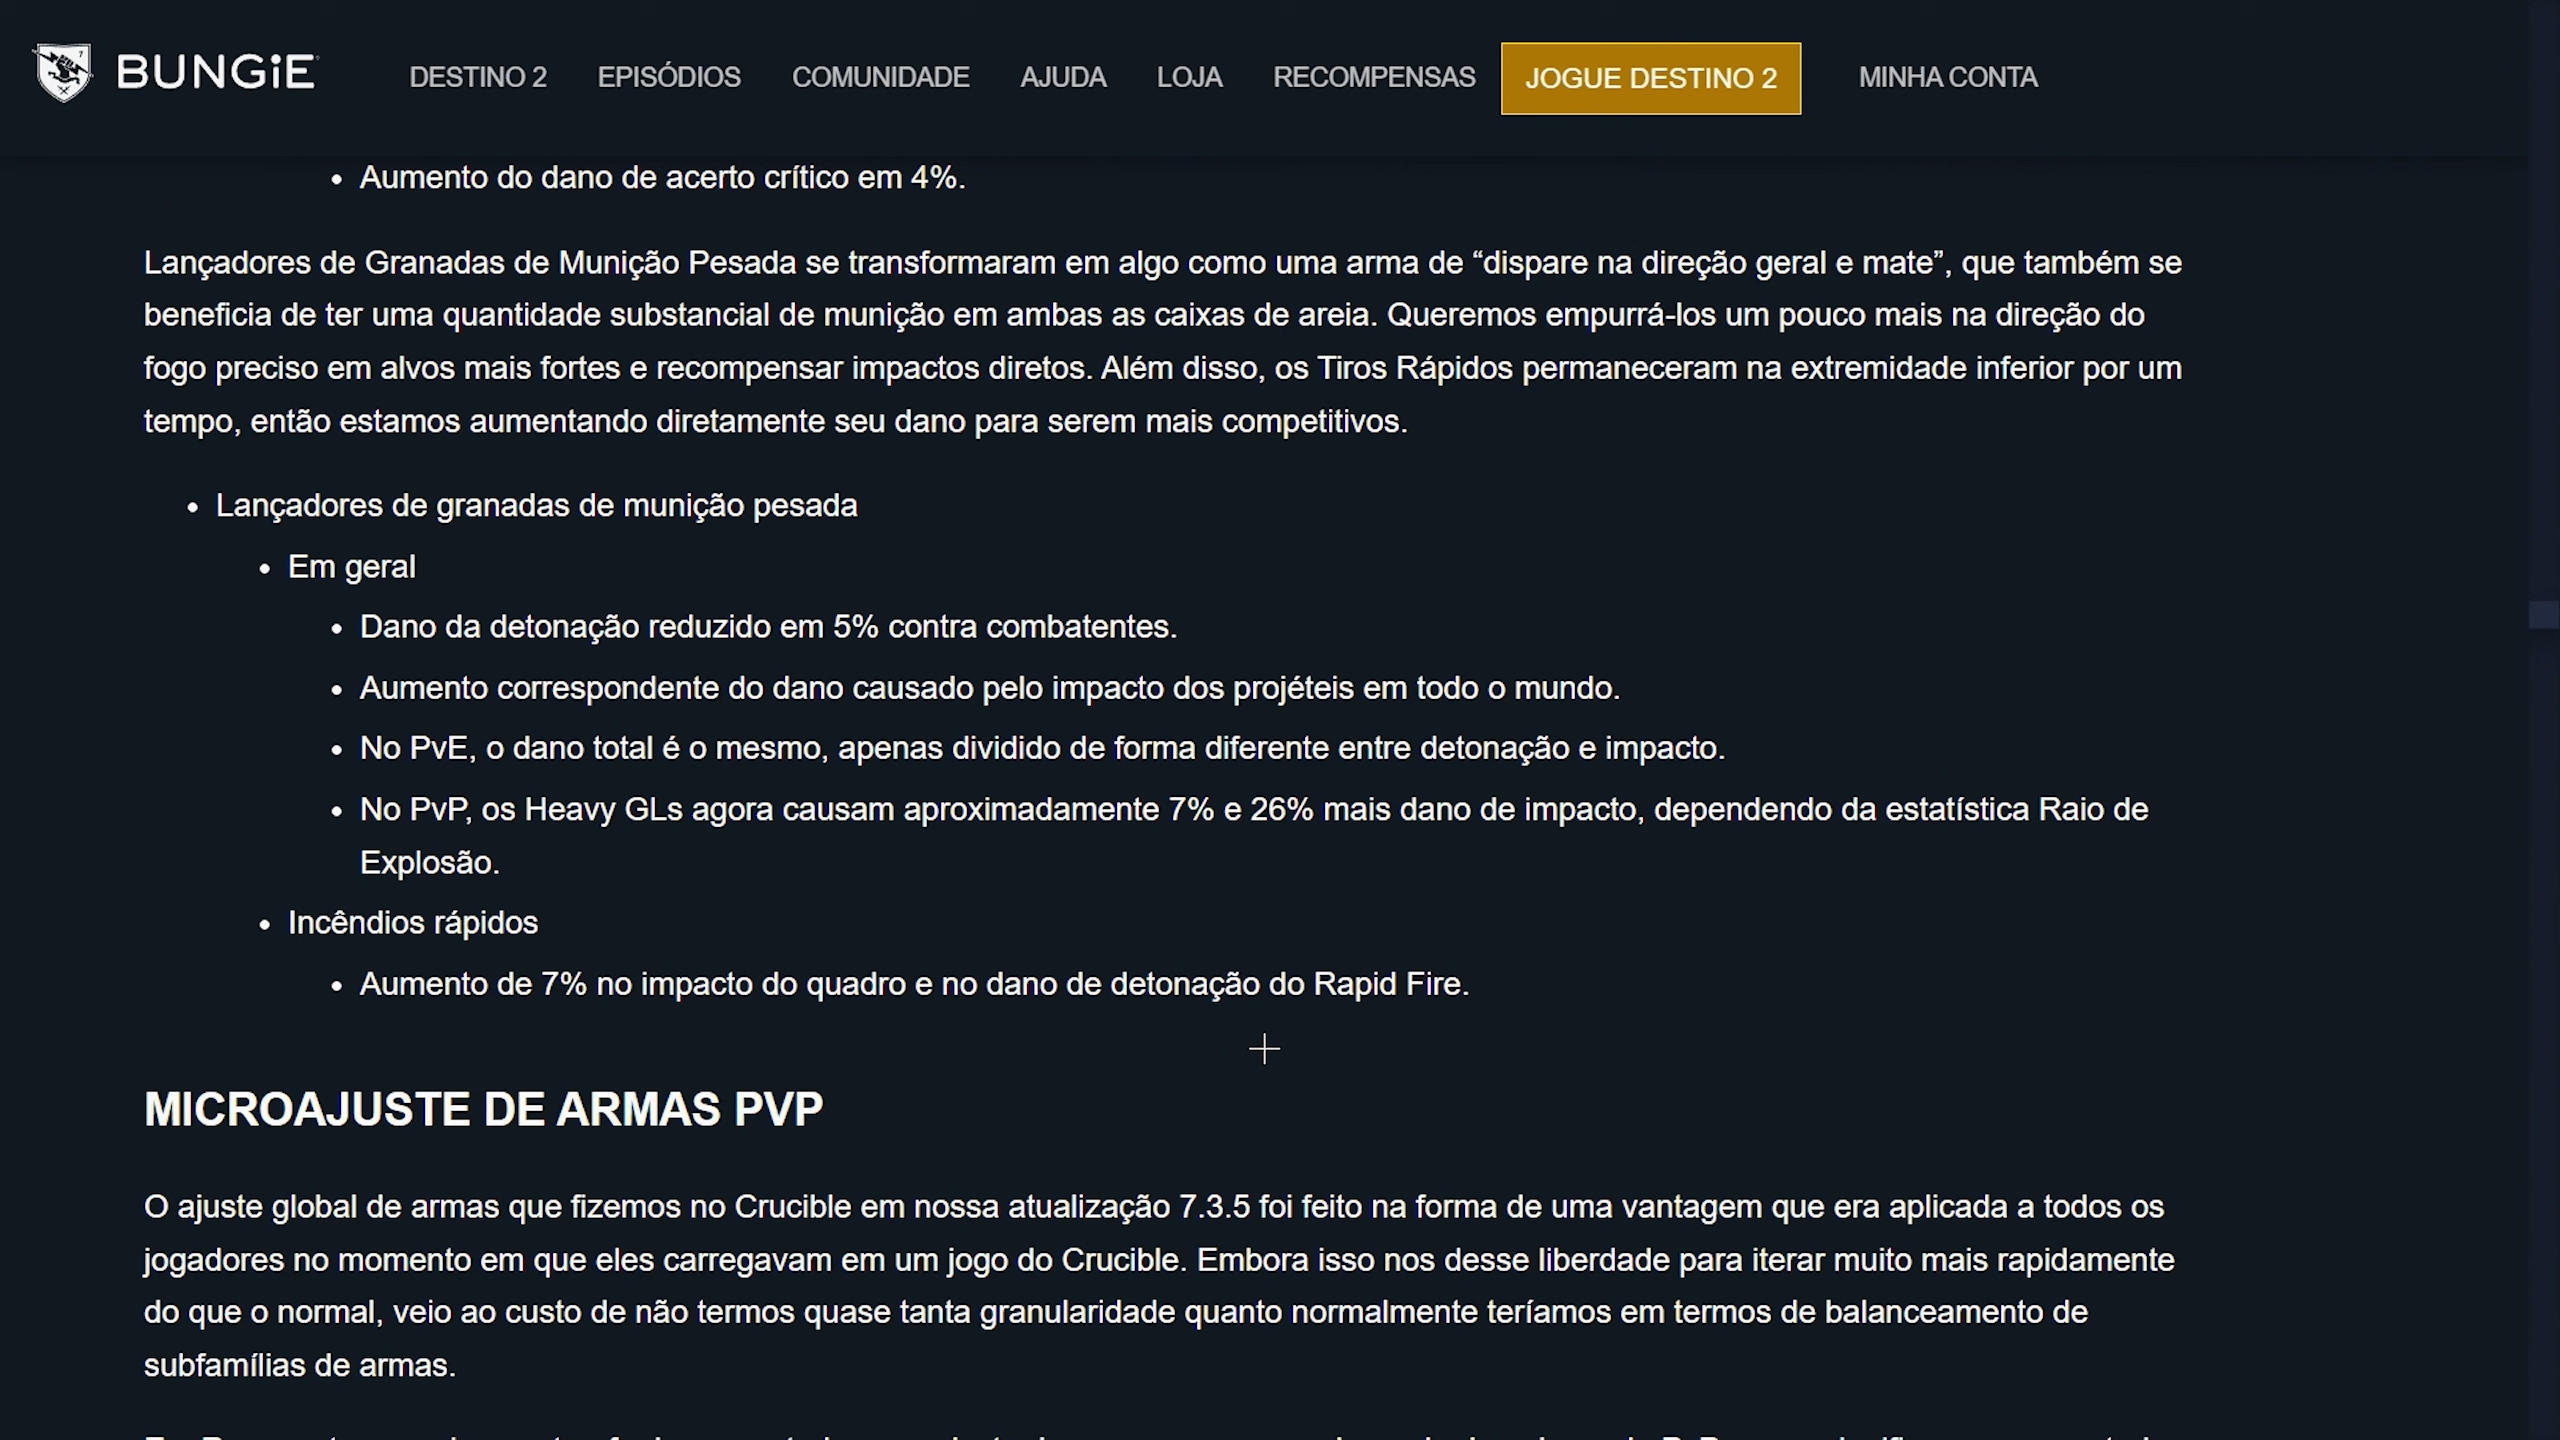 BUNGiE
DESTINO 2 EPISÓDIOS COMUNIDADE AJUDA LOJA RECOMPENSAS JOGUE DESTINO 2 MINHA CONTA
• Aumento do dano de acerto crítico em 4%.
Lançadores de Granadas de Munição Pesada se transformaram em algo como uma arma de “dispare na direção geral e mate”, que também se
beneficia de ter uma quantidade substancial de munição em ambas as caixas de areia. Queremos empurrá-los um pouco mais na direção do
fogo preciso em alvos mais fortes e recompensar impactos diretos. Além disso, os Tiros Rápidos permaneceram na extremidade inferior por um
tempo, então estamos aumentando diretamente seu dano para serem mais competitivos.
• Lançadores de granadas de munição pesada
• Em geral
• Dano da detonação reduzido em 5% contra combatentes.
• Aumento correspondente do dano causado pelo impacto dos projéteis em todo o mundo.
• No PvE, o dano total é o mesmo, apenas dividido de forma diferente entre detonação e impacto.
• No PvP, os Heavy GLs agora causam aproximadamente 7% e 26% mais dano de impacto, dependendo da estatística Raio de
Explosão.
• Incêndios rápidos
• Aumento de 7% no impacto do quadro e no dano de detonação do Rapid Fire.
MICROAJUSTE DE ARMAS PVP
O ajuste global de armas que fizemos no Crucible em nossa atualização 7.3.5 foi feito na forma de uma vantagem que era aplicada a todos os
jogadores no momento em que eles carregavam em um jogo do Crucible. Embora isso nos desse liberdade para iterar muito mais rapidamente
do que o normal, veio ao custo de não termos quase tanta granularidade quanto normalmente teríamos em termos de balanceamento de
subfamílias de armas.